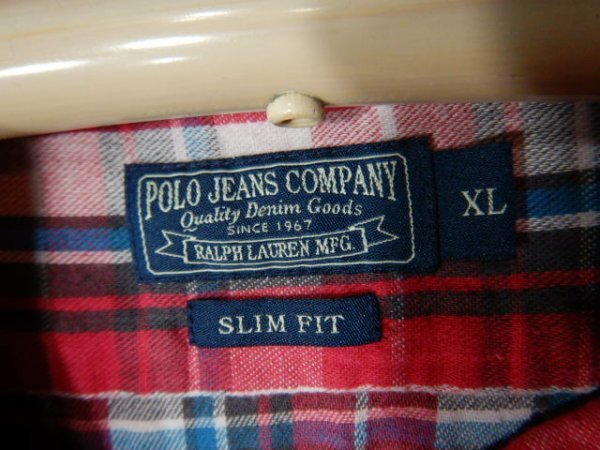 POLO JEANS COMPANY
Quality Denim Goods
SINCE 1967
RALPH LAUREN MFG.
XL
SLIM FIT